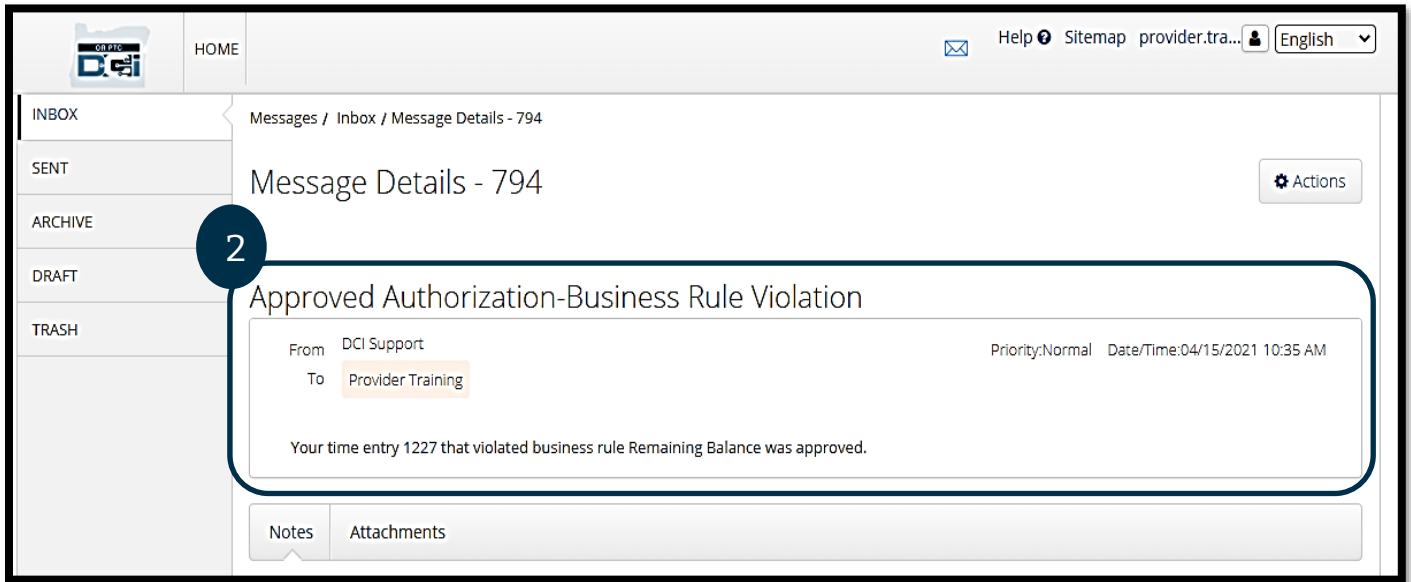 OR PTC
DCi
HOME
Help Sitemap provider.tra... English
INBOX
SENT
ARCHIVE
DRAFT
TRASH
Messages / Inbox / Message Details - 794
Message Details - 794
Actions
2
Approved Authorization-Business Rule Violation
From DCI Support
Priority:Normal Date/Time:04/15/2021 10:35 AM
To Provider Training
Your time entry 1227 that violated business rule Remaining Balance was approved.
Notes Attachments